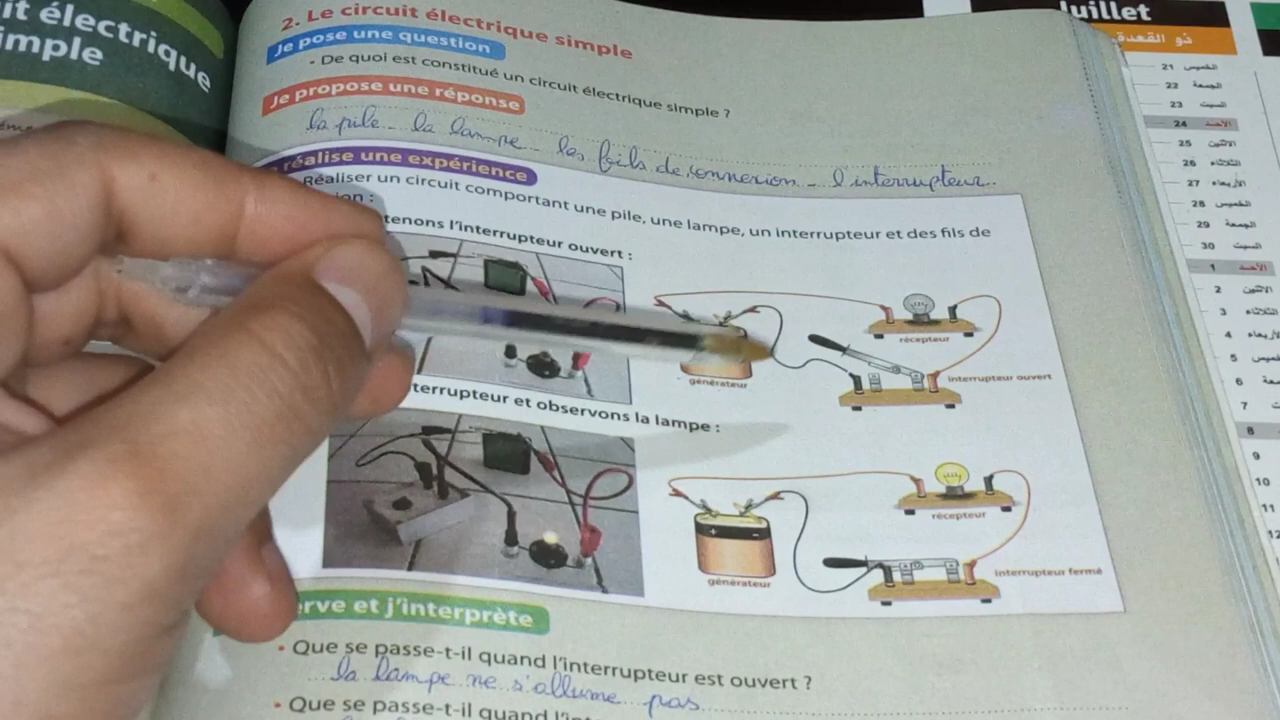 it électrique
imple
2. Le circuit électrique simple
Je pose une question
• De quoi est constitué un circuit électrique simple ?
Je propose une réponse
la pile - la lampe - les fils de connexion - l'interrupteur.
réalise une expérience
Réaliser un circuit comportant une pile, une lampe, un interrupteur et des fils de
ion :
tenons l'interrupteur ouvert :
récepteur
générateur
interrupteur ouvert
terrupteur et observons la lampe :
récepteur
+ -
générateur
interrupteur fermé
erve et j'interprète
• Que se passe-t-il quand l'interrupteur est ouvert ?
la lampe ne s'allume pas
• Que se passe-t-il quand l'int
Juillet
ذو القعدة
21 الخميس
22 الجمعة
23 السبت
24 الأحد
25 الاثنين
26 الثلاثاء
27 الأربعاء
28 الخميس
29 الجمعة
30 السبت
1 الأحد
2 الاثنين
3 الثلاثاء
4
5
6
7
8
9
10
11
12